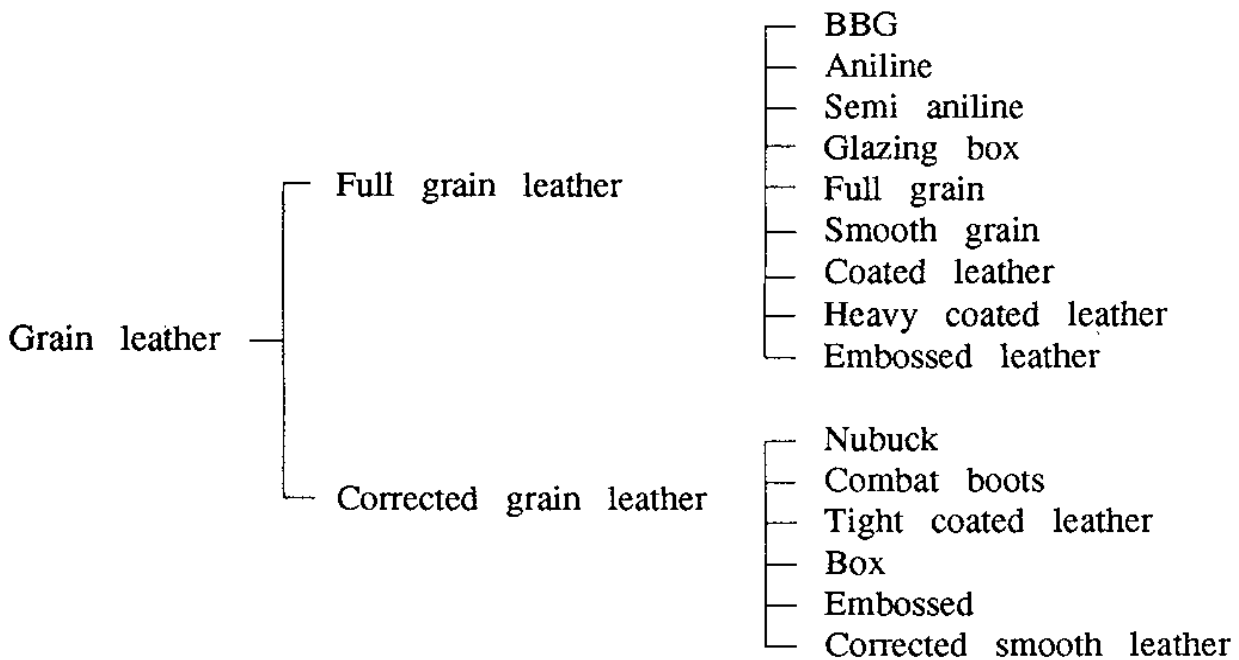 BBG
Aniline
Semi aniline
Glazing box
Full grain leather
Full grain
Smooth grain
Coated leather
Grain leather
Heavy coated leather
Embossed leather
Nubuck
Corrected grain leather
Combat boots
Tight coated leather
Box
Embossed
Corrected smooth leather